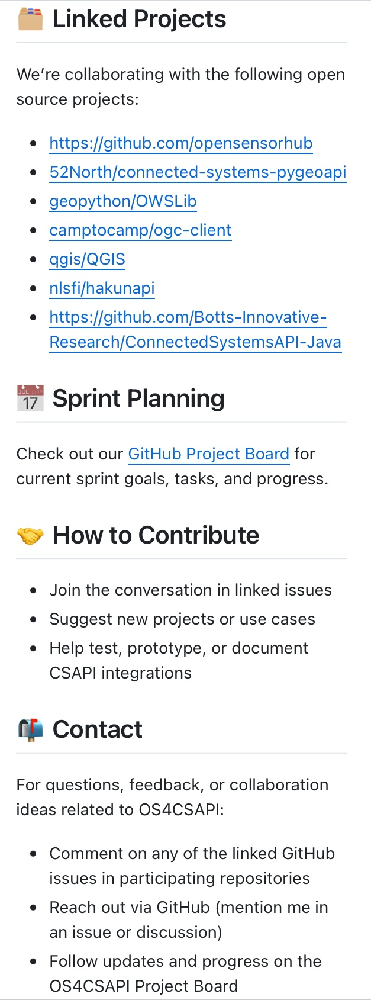 Linked Projects
We’re collaborating with the following open
source projects:
• https://github.com/opensensorhub
• 52North/connected-systems-pygeoapi
• geopython/OWSLib
• camptocamp/ogc-client
• qgis/QGIS
• nlsfi/hakunapi
• https://github.com/Botts-Innovative-
Research/ConnectedSystemsAPI-Java
JUL
17
Sprint Planning
Check out our GitHub Project Board for
current sprint goals, tasks, and progress.
How to Contribute
• Join the conversation in linked issues
• Suggest new projects or use cases
• Help test, prototype, or document
CSAPI integrations
Contact
For questions, feedback, or collaboration
ideas related to OS4CSAPI:
• Comment on any of the linked GitHub
issues in participating repositories
• Reach out via GitHub (mention me in
an issue or discussion)
• Follow updates and progress on the
OS4CSAPI Project Board